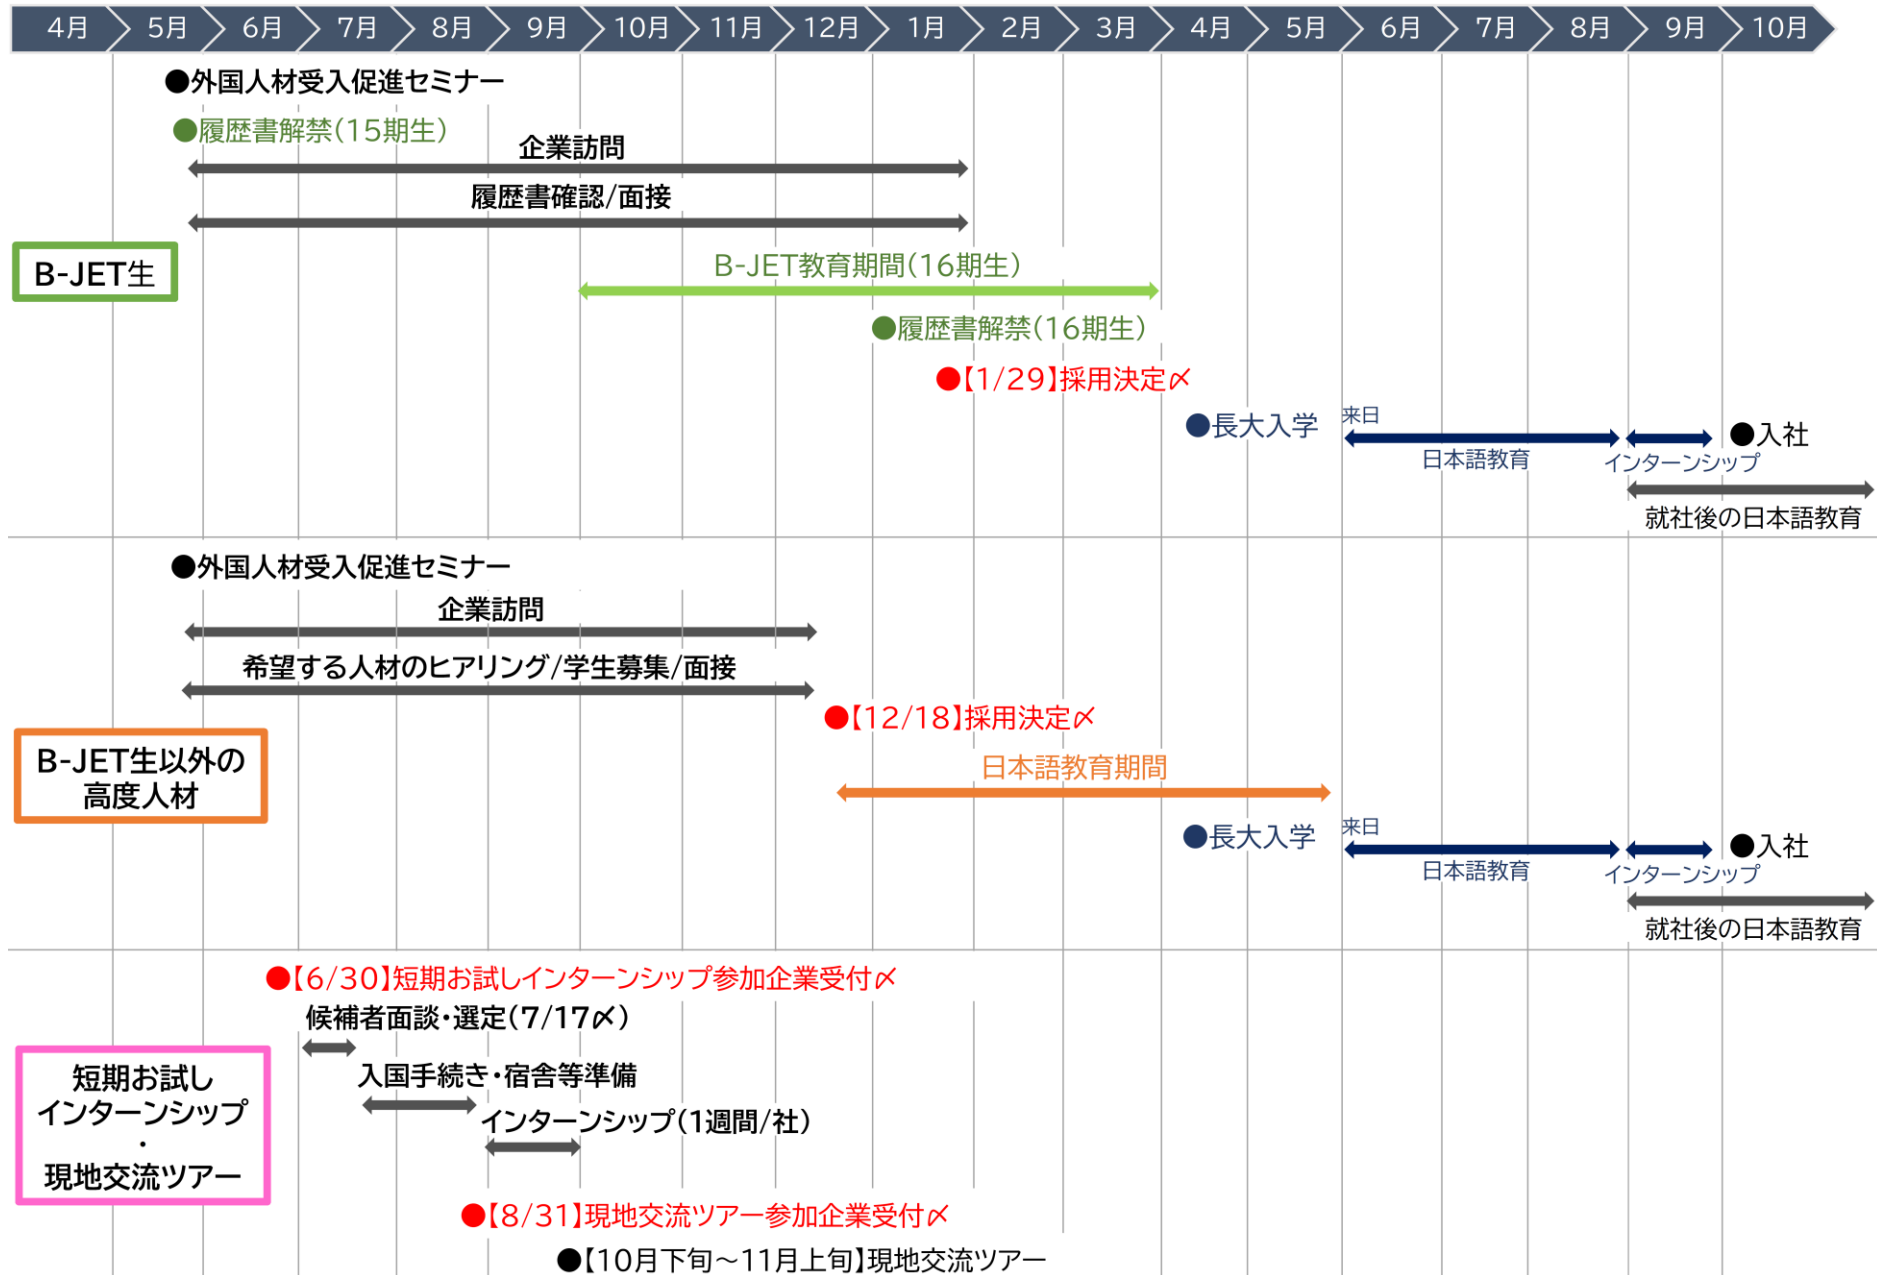 4月 5月 6月 7月 8月 9月 10月 11月 12月 1月 2月 3月 4月 5月 6月 7月 8月 9月 10月
●外国人材受入促進セミナー
●履歴書解禁(15期生)
企業訪問
履歴書確認/面接
B-JET生
B-JET教育期間(16期生)
●履歴書解禁(16期生)
●【1/29】採用決定〆
●長大入学
来日
日本語教育
インターンシップ
●入社
就社後の日本語教育
●外国人材受入促進セミナー
企業訪問
希望する人材のヒアリング/学生募集/面接
●【12/18】採用決定〆
B-JET生以外の
高度人材
日本語教育期間
●長大入学
来日
日本語教育
インターンシップ
●入社
就社後の日本語教育
●【6/30】短期お試しインターンシップ参加企業受付〆
候補者面談・選定(7/17〆)
入国手続き・宿舎等準備
インターンシップ(1週間/社)
短期お試し
インターンシップ
・
現地交流ツアー
●【8/31】現地交流ツアー参加企業受付〆
●【10月下旬～11月上旬】現地交流ツアー